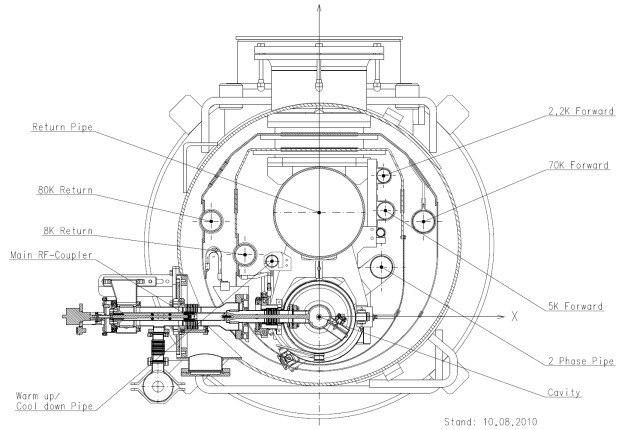 2,2K Forward
Return Pipe
70K Forward
80K Return
8K Return
Main RF-Coupler
5K Forward
X
2 Phase Pipe
Cavity
Warm up/
Cool down Pipe
Stand: 10.08.2010